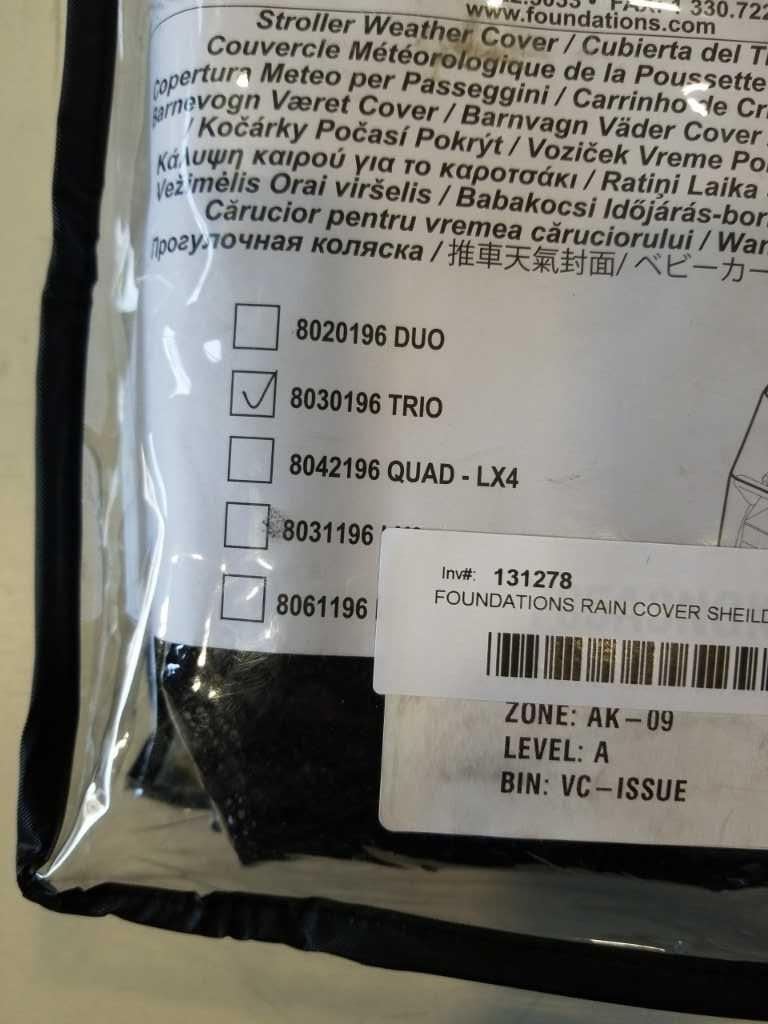 FAX: 330.722
www.foundations.com
Stroller Weather Cover / Cubierta del
Couvercle Météorologique de la Poussette
Copertura Meteo per Passeggini / Carrinho de
Barnevogn Været Cover / Barnvagn Väder Cover
/ Kočárky Počasí Pokrýt / Voziček Vreme
Κάλυψη καιρού για το καροτσάκι / Ratiņi Laika
Vežimėlis Orai viršelis / Babakocsi Időjárás-bor
Cărucior pentru vremea căruciorului /
Прогулочная коляска / 推車天氣封面/ ベビーカー
8020196 DUO
8030196 TRIO
8042196 QUAD - LX4
8031196
8061196
Inv#: 131278
FOUNDATIONS RAIN COVER SHEILD
ZONE: AK-09
LEVEL: A
BIN: VC-ISSUE